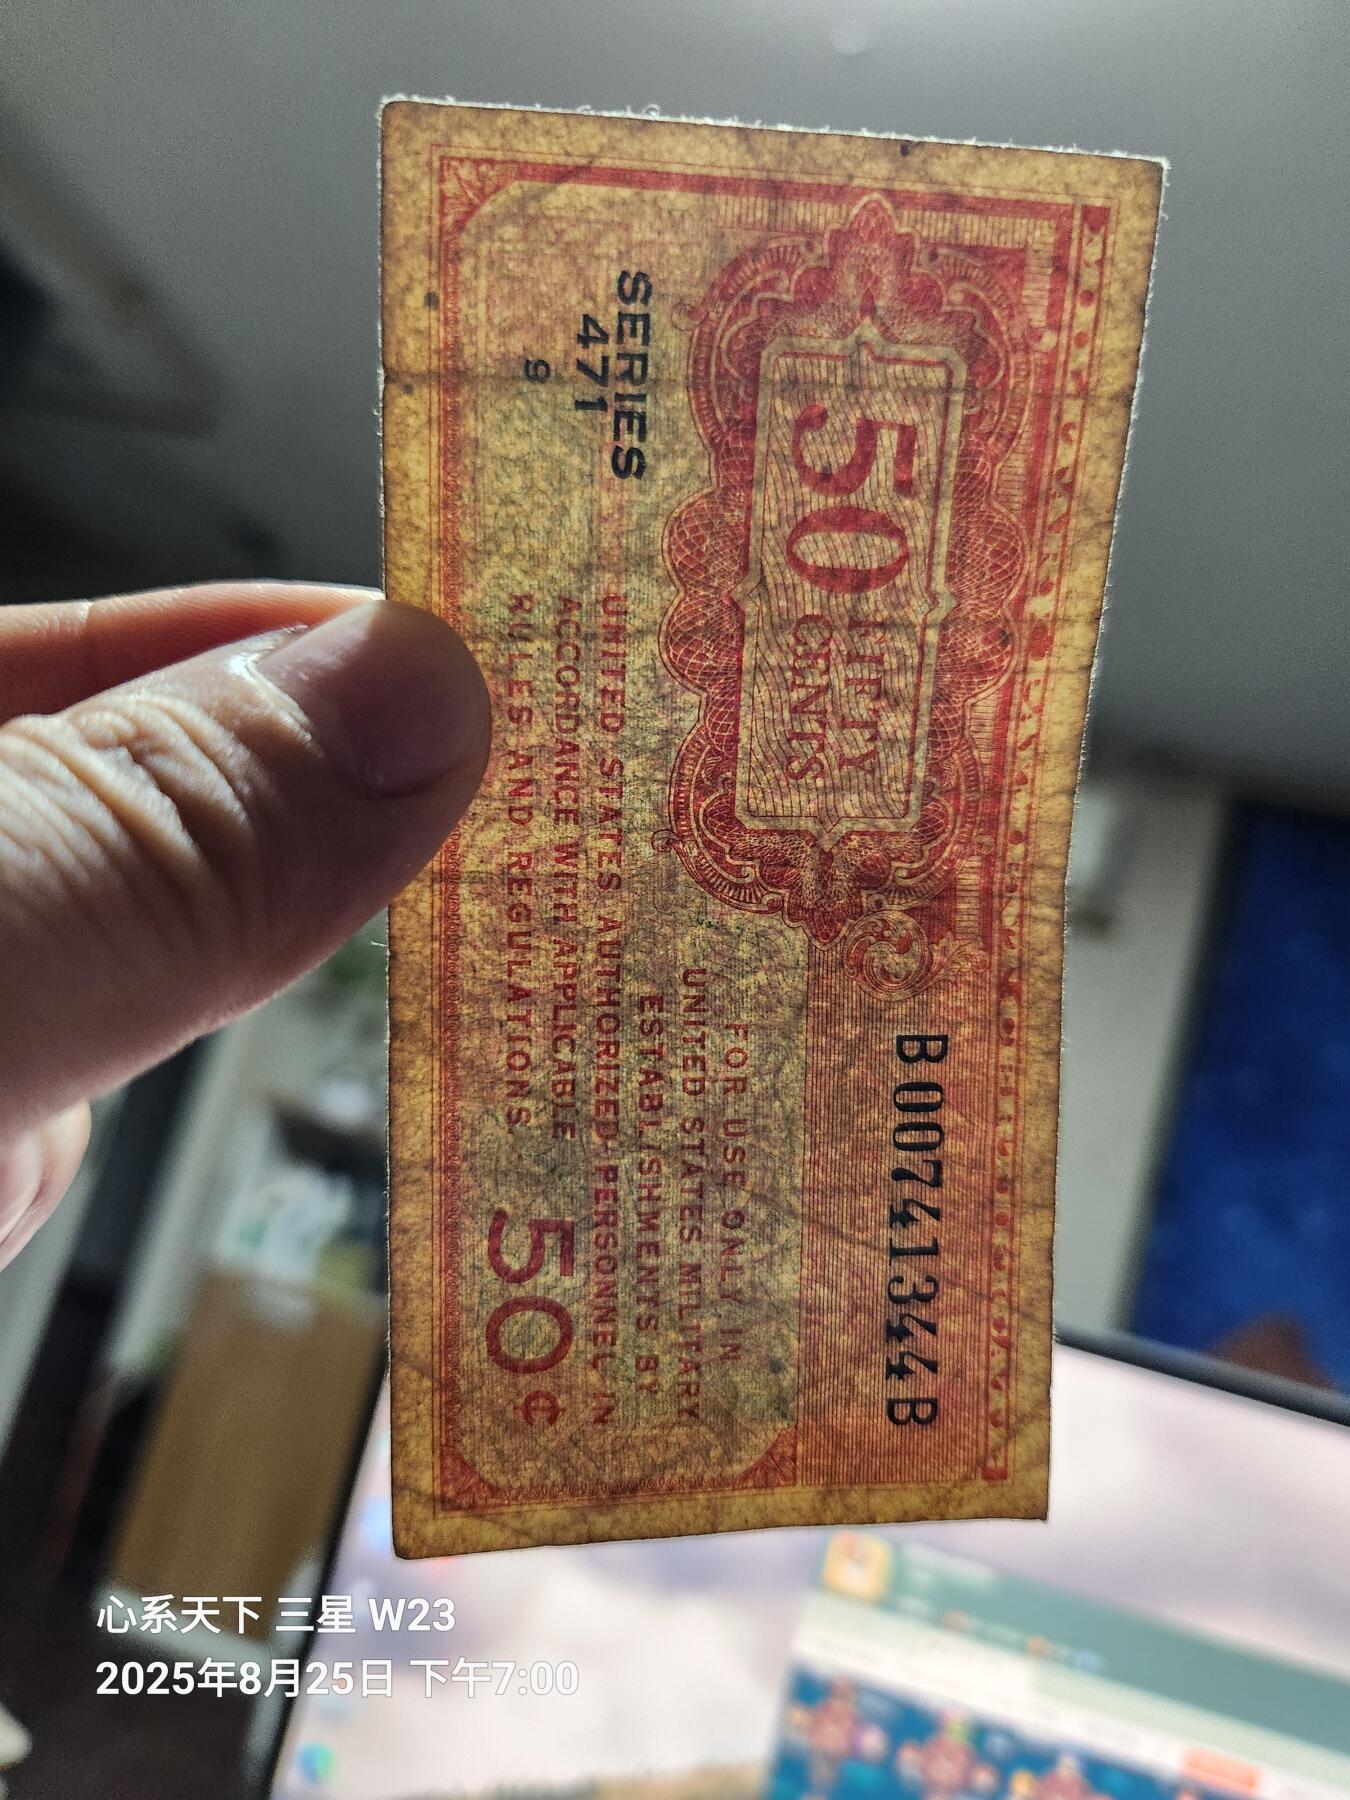 B00741344B
50 FIFTY
CENTS
FOR USE ONLY IN
UNITED STATES MILITARY
ESTABLISHMENTS BY
UNITED STATES AUTHORIZED PERSONNEL IN
ACCORDANCE WITH APPLICABLE
RULES AND REGULATIONS.
SERIES
471
9
50¢
心系天下 三星 W23
2025年8月25日 下午7:00